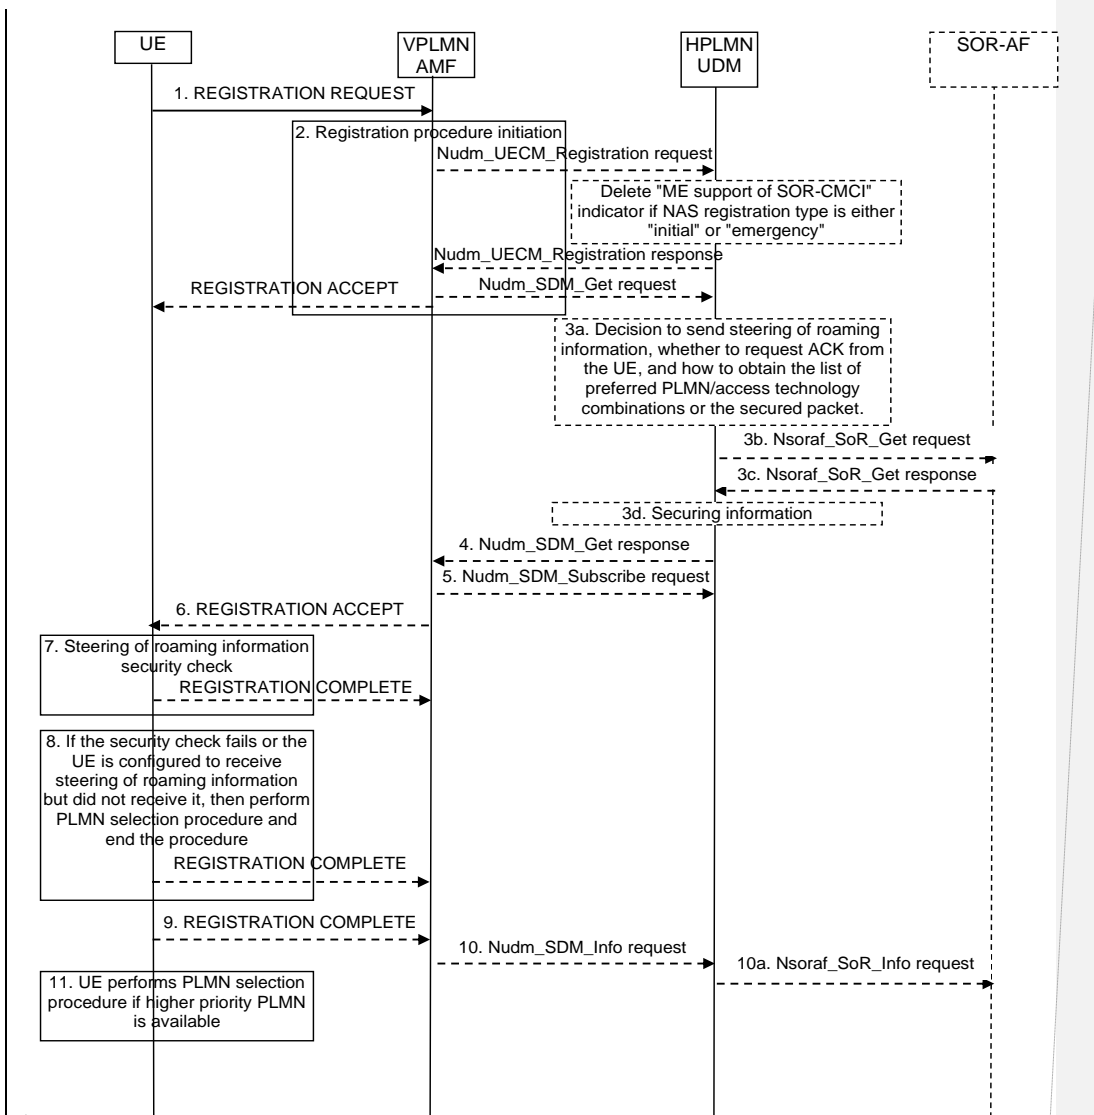 UE
VPLMN
AMF
HPLMN
UDM
SOR-AF
1. REGISTRATION REQUEST
2. Registration procedure initiation
Nudm_UECM_Registration request
Delete "ME support of SOR-CMCI"
indicator if NAS registration type is either
"initial" or "emergency"
Nudm_UECM_Registration response
REGISTRATION ACCEPT
Nudm_SDM_Get request
3a. Decision to send steering of roaming
information, whether to request ACK from
the UE, and how to obtain the list of
preferred PLMN/access technology
combinations or the secured packet.
3b. Nsoraf_SoR_Get request
3c. Nsoraf_SoR_Get response
3d. Securing information
4. Nudm_SDM_Get response
5. Nudm_SDM_Subscribe request
6. REGISTRATION ACCEPT
7. Steering of roaming information
security check
REGISTRATION COMPLETE
8. If the security check fails or the
UE is configured to receive
steering of roaming information
but did not receive it, then perform
PLMN selection procedure and
end the procedure
REGISTRATION COMPLETE
9. REGISTRATION COMPLETE
10. Nudm_SDM_Info request
10a. Nsoraf_SoR_Info request
11. UE performs PLMN selection
procedure if higher priority PLMN
is available